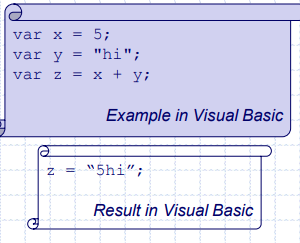 var x = 5;
var y = "hi";
var z = x + y;
Example in Visual Basic
z = “5hi”;
Result in Visual Basic